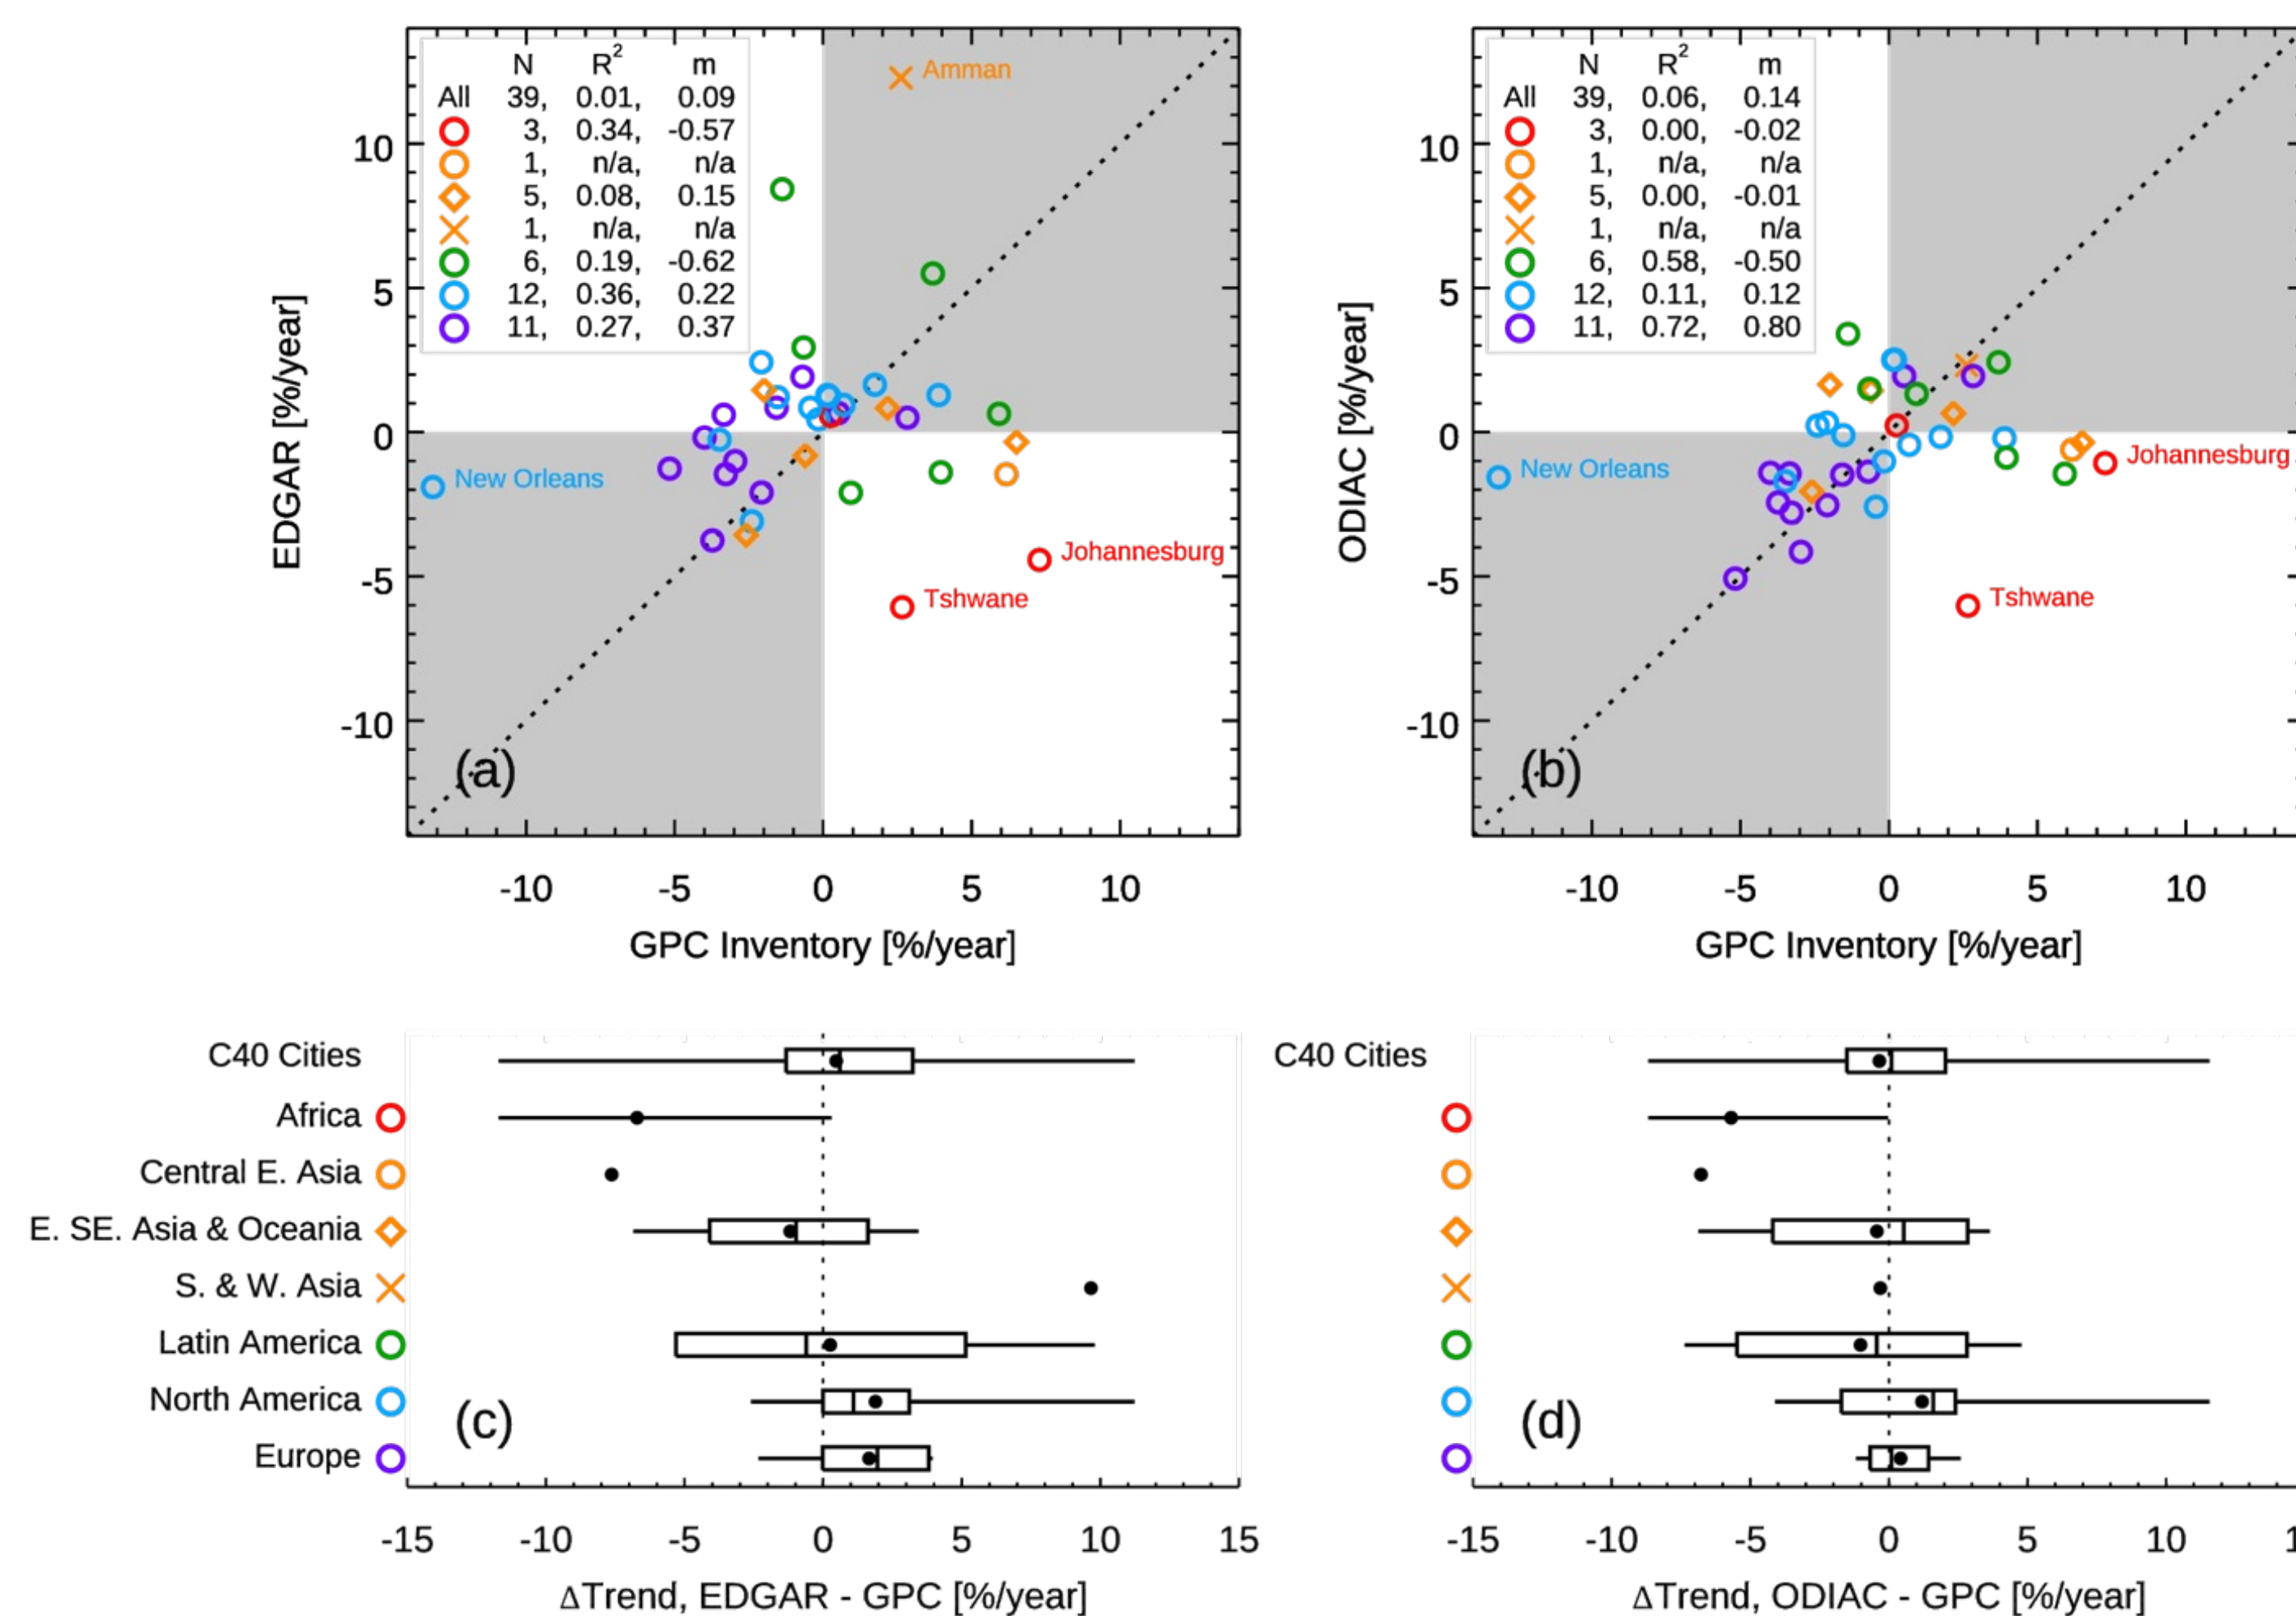 N R² m
All 39, 0.01, 0.09
3, 0.34, -0.57
1, n/a, n/a
5, 0.08, 0.15
1, n/a, n/a
6, 0.19, -0.62
12, 0.36, 0.22
11, 0.27, 0.37
Amman
New Orleans
Johannesburg
Tshwane
(a)
EDGAR [%/year]
10
5
0
-5
-10
-10 -5 0 5 10
GPC Inventory [%/year]
N R² m
All 39, 0.06, 0.14
3, 0.00, -0.02
1, n/a, n/a
5, 0.00, -0.01
1, n/a, n/a
6, 0.58, -0.50
12, 0.11, 0.12
11, 0.72, 0.80
New Orleans
Johannesburg
Tshwane
(b)
ODIAC [%/year]
10
5
0
-5
-10
-10 -5 0 5 10
GPC Inventory [%/year]
C40 Cities
Africa
Central E. Asia
E. SE. Asia & Oceania
S. & W. Asia
Latin America
North America
Europe
(c)
-15 -10 -5 0 5 10 15
ΔTrend, EDGAR - GPC [%/year]
C40 Cities
(d)
-15 -10 -5 0 5 10
ΔTrend, ODIAC - GPC [%/year]